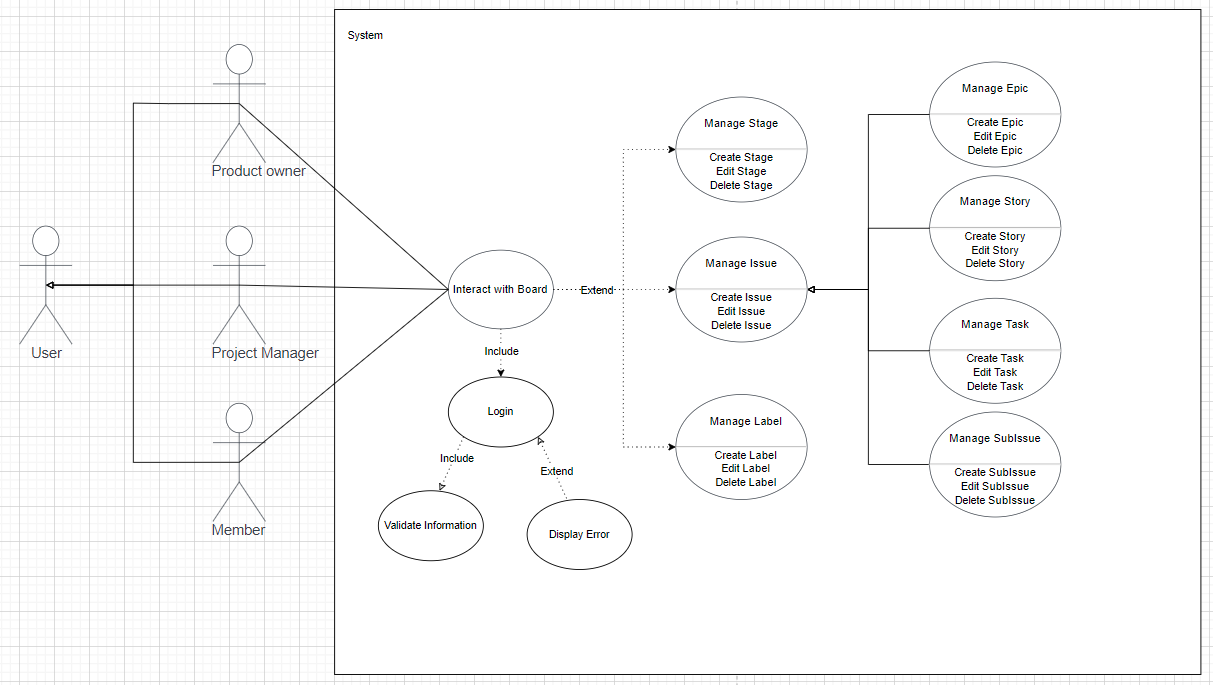 System
Product owner
User
Project Manager
Member
Interact with Board
Extend
Include
Login
Include
Extend
Validate Information
Display Error
Manage Stage
Create Stage
Edit Stage
Delete Stage
Manage Issue
Create Issue
Edit Issue
Delete Issue
Manage Label
Create Label
Edit Label
Delete Label
Manage Epic
Create Epic
Edit Epic
Delete Epic
Manage Story
Create Story
Edit Story
Delete Story
Manage Task
Create Task
Edit Task
Delete Task
Manage SubIssue
Create SubIssue
Edit SubIssue
Delete SubIssue